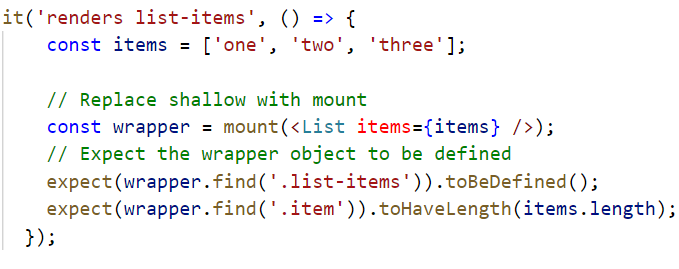 it('renders list-items', () => {
    const items = ['one', 'two', 'three'];

    // Replace shallow with mount
    const wrapper = mount(<List items={items} />);
    // Expect the wrapper object to be defined
    expect(wrapper.find('.list-items')).toBeDefined();
    expect(wrapper.find('.item')).toHaveLength(items.length);
  });